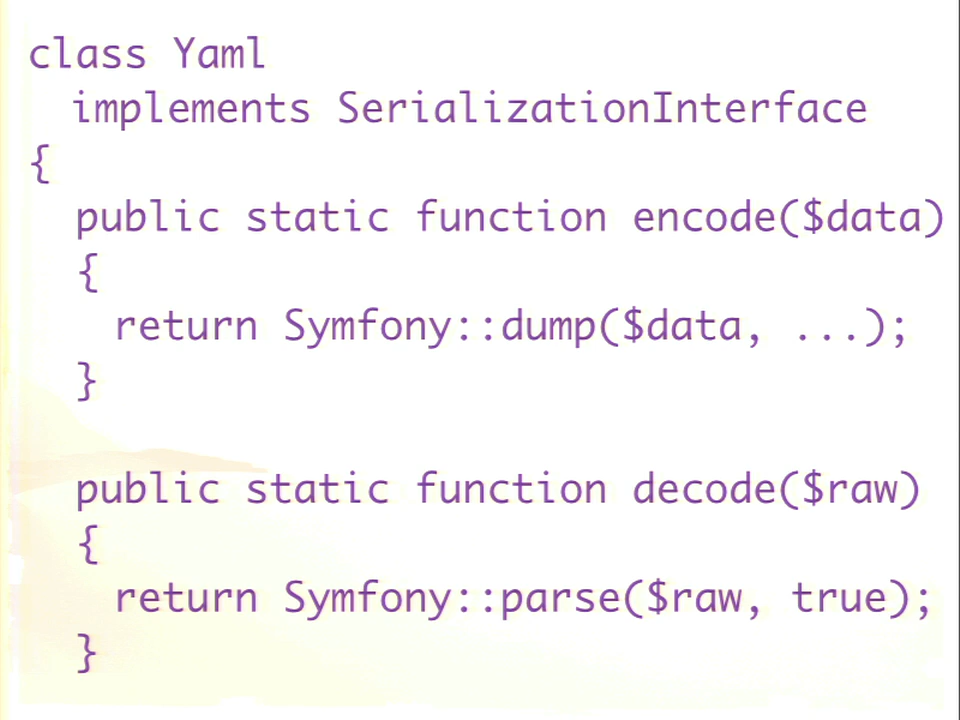 class Yaml
implements SerializationInterface
{
public static function encode($data)
{
return Symfony::dump($data, ...);
}
public static function decode($raw)
{
return Symfony::parse($raw, true);
}